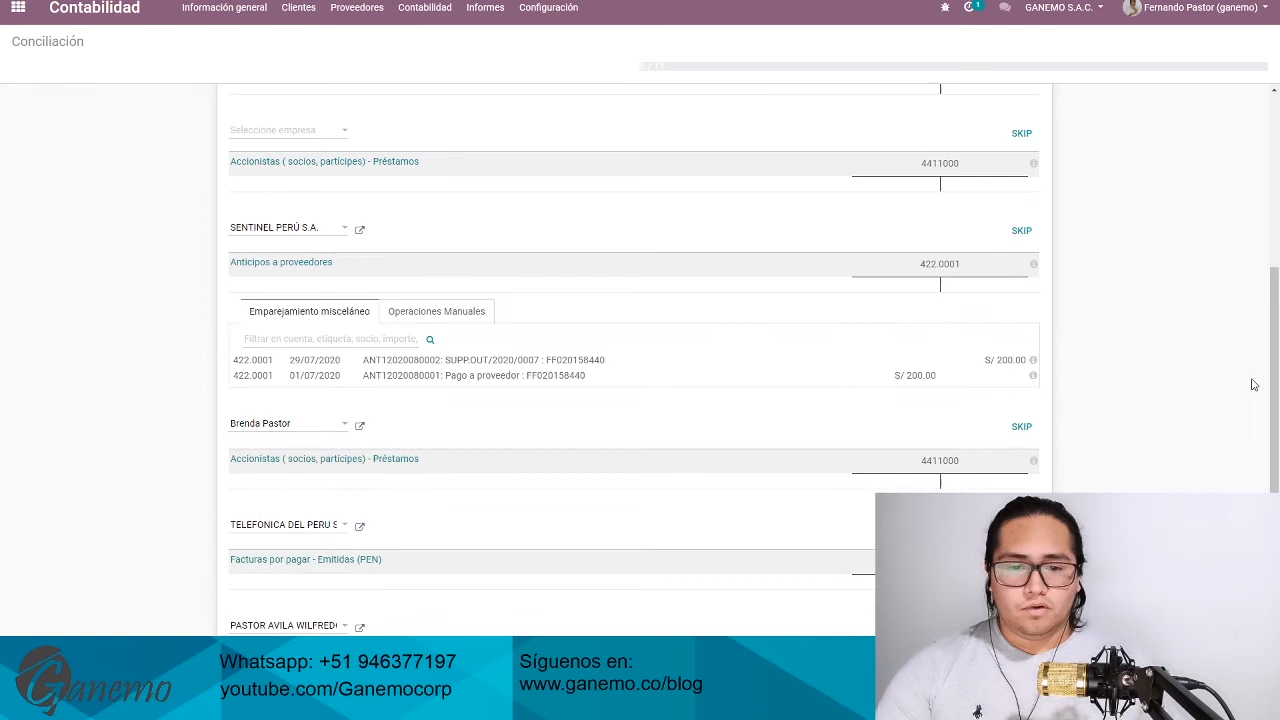 Contabilidad
Información general Clientes Proveedores Contabilidad Informes Configuración
1 GANEMO S.A.C. Fernando Pastor (ganemo)
Conciliación
0 / 11
Seleccione empresa SKIP
Accionistas ( socios, partícipes) - Préstamos 4411000
SENTINEL PERÚ S.A. SKIP
Anticipos a proveedores 422.0001
Emparejamiento misceláneo Operaciones Manuales
Filtrar en cuenta, etiqueta, socio, importe,
422.0001 29/07/2020 ANT12020080002: SUPP.OUT/2020/0007 : FF020158440 S/ 200.00
422.0001 01/07/2020 ANT12020080001: Pago a proveedor : FF020158440 S/ 200.00
Brenda Pastor SKIP
Accionistas ( socios, partícipes) - Préstamos 4411000
TELEFONICA DEL PERU S
Facturas por pagar - Emitidas (PEN)
PASTOR AVILA WILFRED
Ganemo
Whatsapp: +51 946377197
youtube.com/Ganemocorp
Síguenos en:
www.ganemo.co/blog